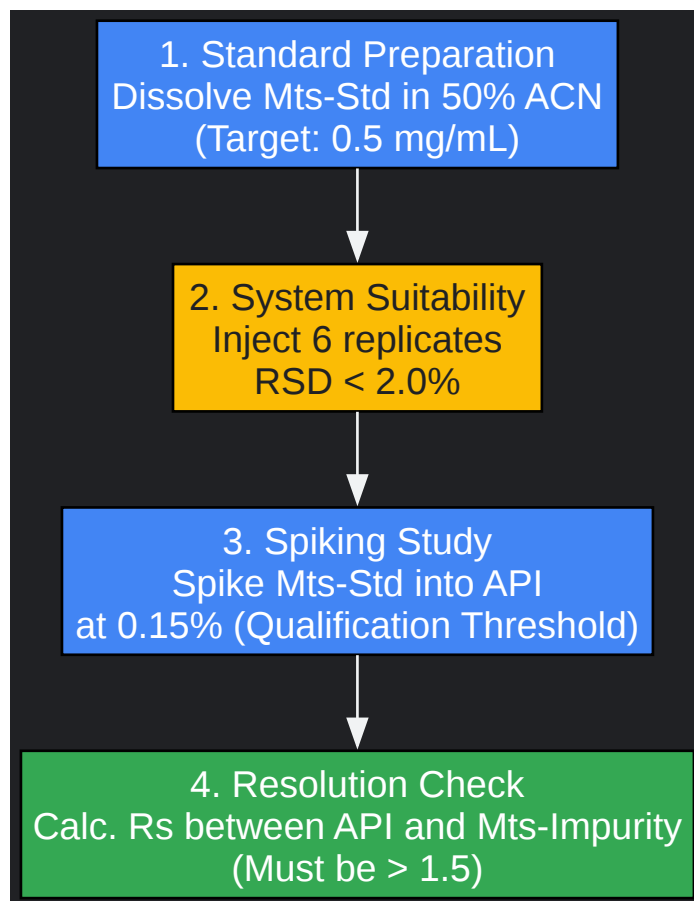 1. Standard Preparation
Dissolve Mts-Std in 50% ACN
(Target: 0.5 mg/mL)
2. System Suitability
Inject 6 replicates
RSD < 2.0%
3. Spiking Study
Spike Mts-Std into API
at 0.15% (Qualification Threshold)
4. Resolution Check
Calc. Rs between API and Mts-Impurity
(Must be > 1.5)